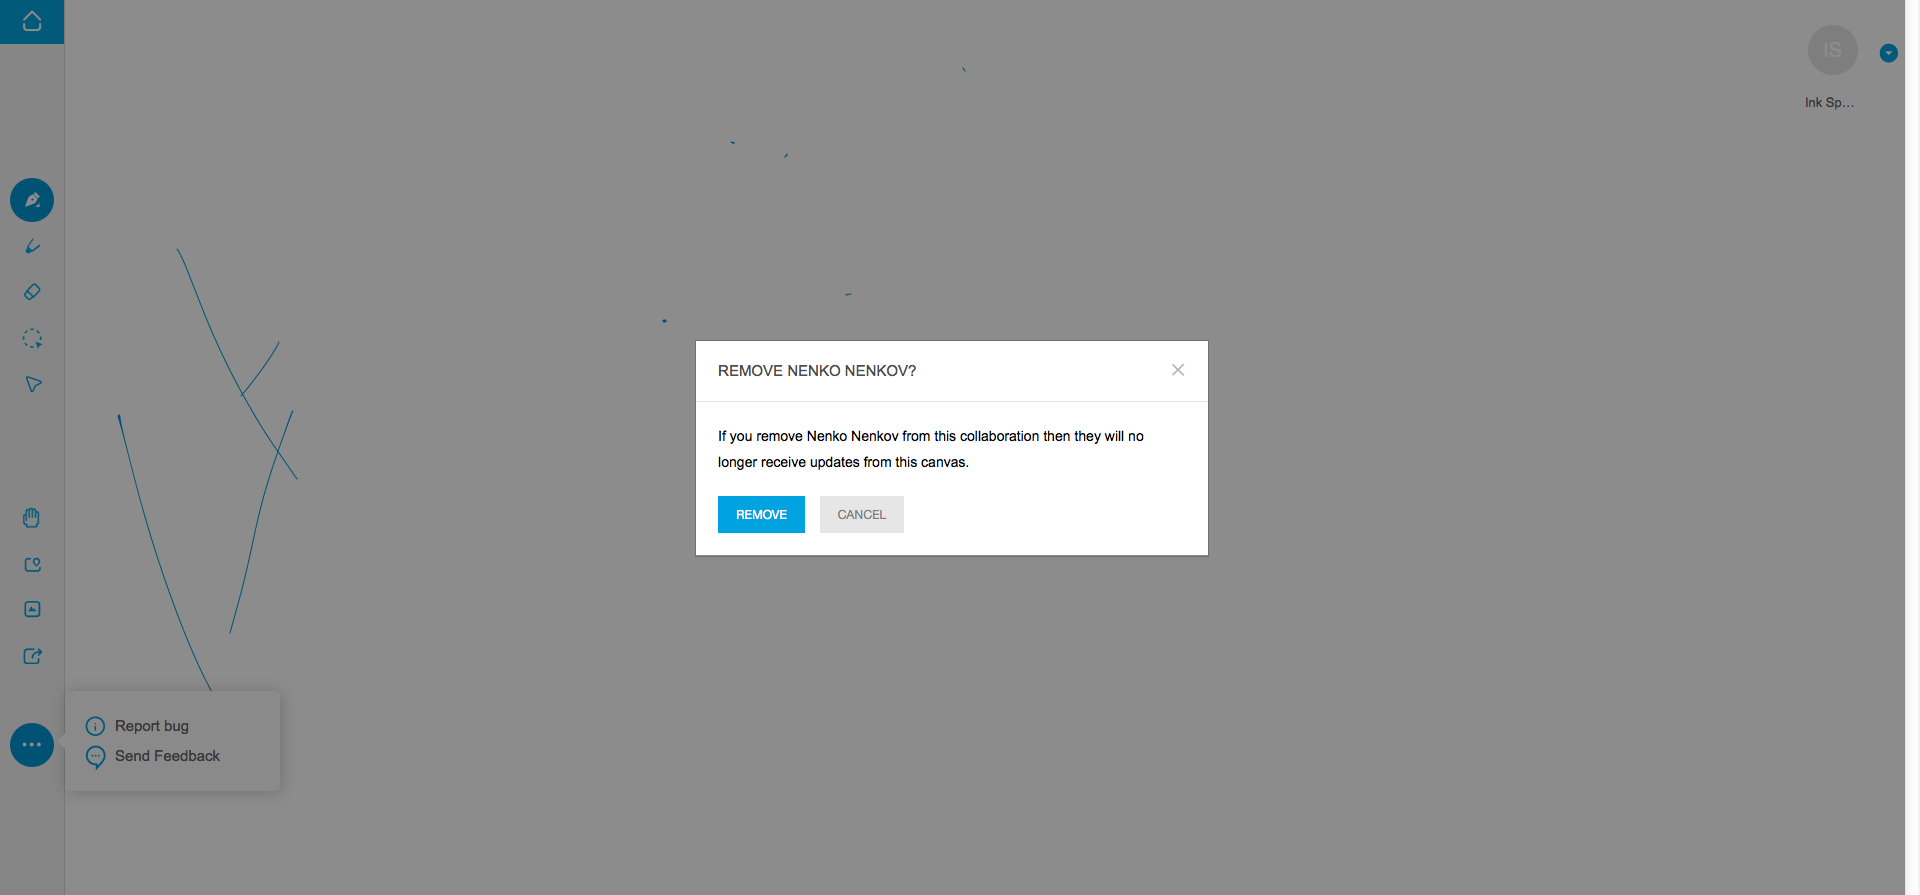 IS
Ink Sp...
REMOVE NENKO NENKOV?
If you remove Nenko Nenkov from this collaboration then they will no
longer receive updates from this canvas.
REMOVE
CANCEL
Report bug
Send Feedback